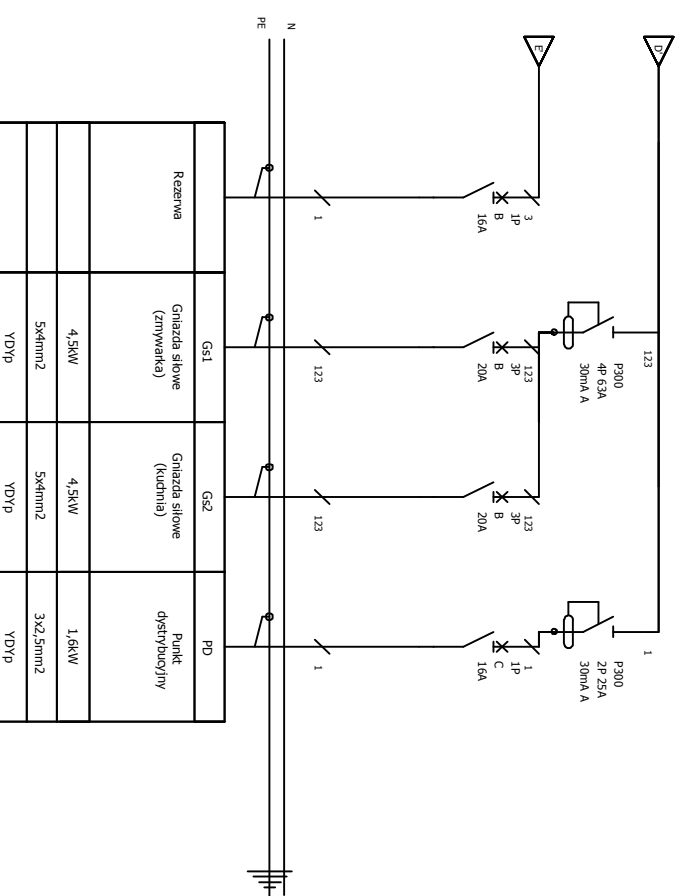 D'
E'
123
1
P300
4P 63A
30mA A
P300
2P 25A
30mA A
3
1P
B
16A
123
3P
B
20A
123
3P
B
20A
1
1P
C
16A
1
123
123
1
N
PE
Gs1
Gs2
PD
Rezerwa
Gniazda siłowe
(zmywarka)
Gniazda siłowe
(kuchnia)
Punkt
dystrybucyjny
4,5kW
4,5kW
1,6kW
5x4mm2
5x4mm2
3x2,5mm2
YDYp
YDYp
YDYp